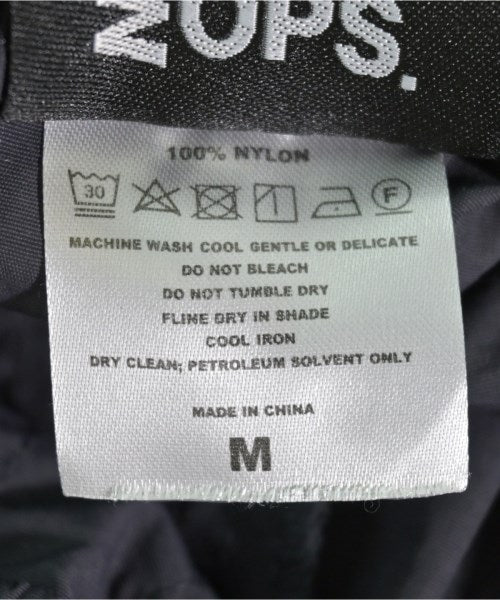 OPS.
100% NYLON
30
F
MACHINE WASH COOL GENTLE OR DELICATE
DO NOT BLEACH
DO NOT TUMBLE DRY
FLINE DRY IN SHADE
COOL IRON
DRY CLEAN; PETROLEUM SOLVENT ONLY
MADE IN CHINA
M